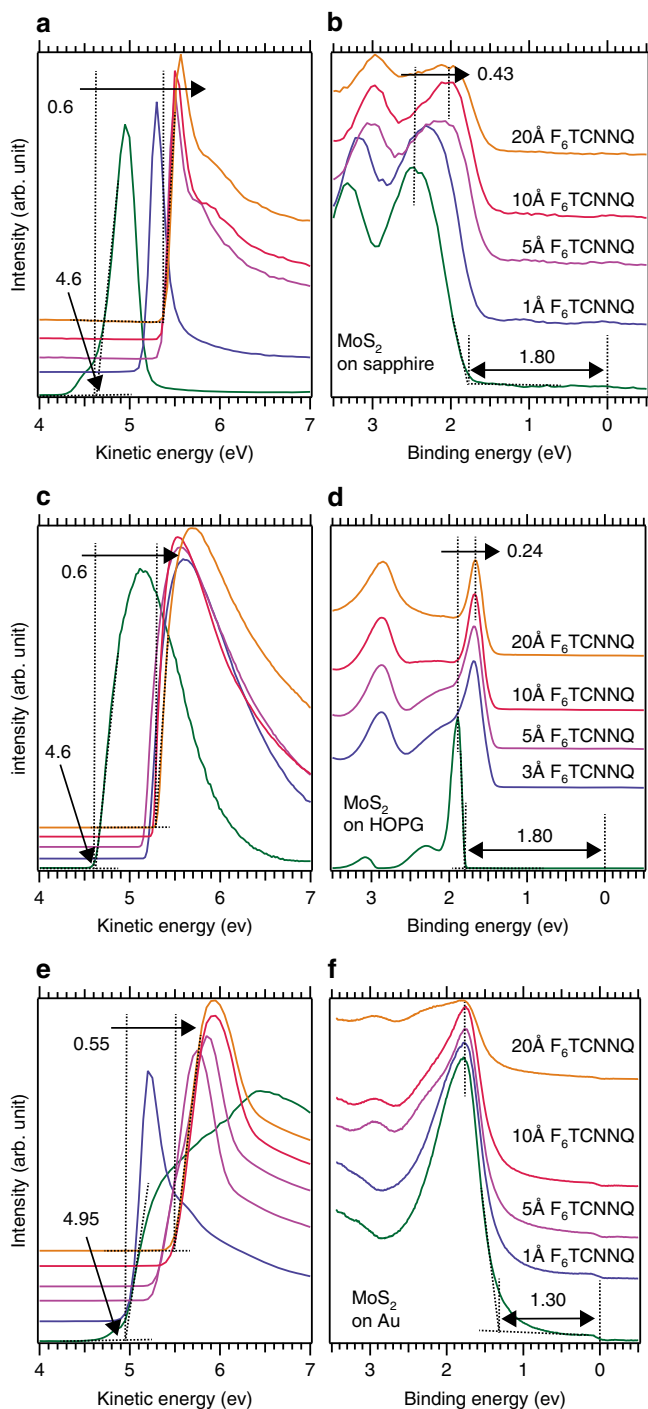 a
0.6
4.6
Intensity (arb. unit)
4 5 6 7
Kinetic energy (eV)
b
0.43
20Å F₆TCNNQ
10Å F₆TCNNQ
5Å F₆TCNNQ
1Å F₆TCNNQ
MoS₂
on sapphire
1.80
3 2 1 0
Binding energy (eV)
c
0.6
4.6
intensity (arb. unit)
4 5 6 7
Kinetic energy (ev)
d
0.24
20Å F₆TCNNQ
10Å F₆TCNNQ
5Å F₆TCNNQ
3Å F₆TCNNQ
MoS₂
on HOPG
1.80
3 2 1 0
Binding energy (ev)
e
0.55
4.95
Intensity (arb. unit)
4 5 6 7
Kinetic energy (ev)
f
20Å F₆TCNNQ
10Å F₆TCNNQ
5Å F₆TCNNQ
1Å F₆TCNNQ
MoS₂
on Au
1.30
3 2 1 0
Binding energy (ev)